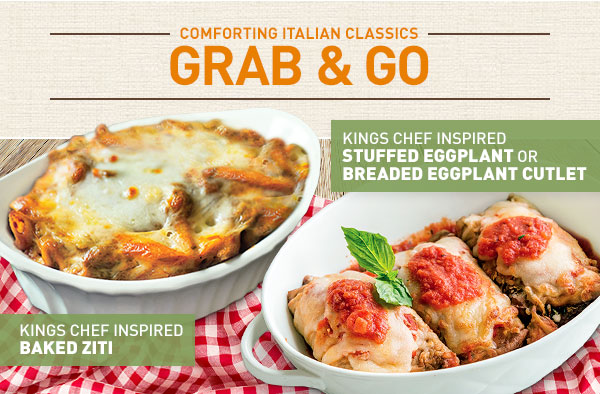 COMFORTING ITALIAN CLASSICS
GRAB & GO
KINGS CHEF INSPIRED
STUFFED EGGPLANT OR
BREADED EGGPLANT CUTLET
KINGS CHEF INSPIRED
BAKED ZITI